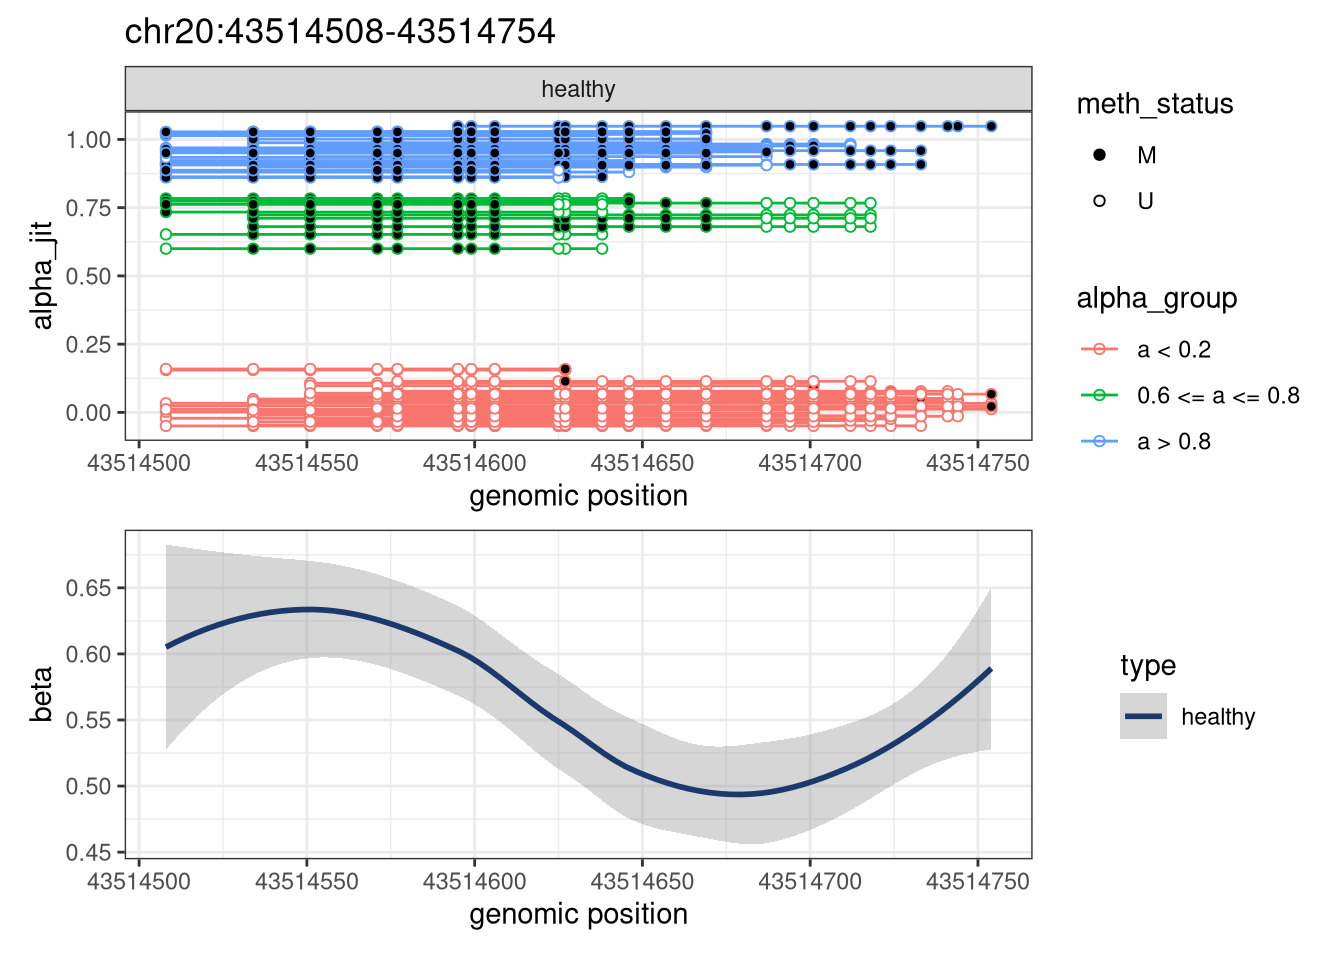 chr20:43514508-43514754
healthy
1.00
0.75
0.50
0.25
0.00
alpha_jit
43514500 43514550 43514600 43514650 43514700 43514750
genomic position
meth_status
M
U
alpha_group
a < 0.2
0.6 <= a <= 0.8
a > 0.8
0.65
0.60
0.55
0.50
0.45
beta
43514500 43514550 43514600 43514650 43514700 43514750
genomic position
type
healthy